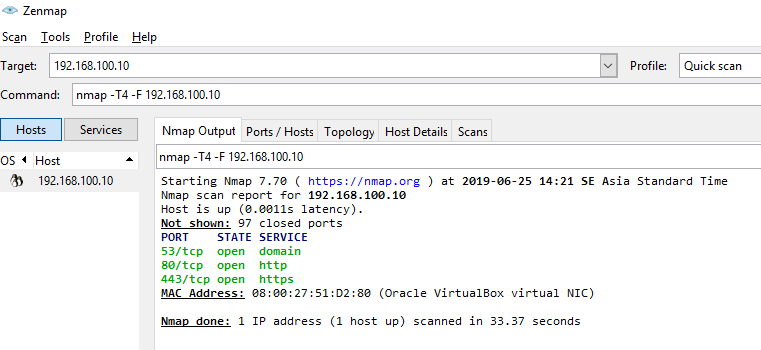 Zenmap
Scan Tools Profile Help
Target: 192.168.100.10 Profile: Quick scan
Command: nmap -T4 -F 192.168.100.10
Hosts Services Nmap Output Ports / Hosts Topology Host Details Scans
OS Host nmap -T4 -F 192.168.100.10
192.168.100.10
Starting Nmap 7.70 ( https://nmap.org ) at 2019-06-25 14:21 SE Asia Standard Time
Nmap scan report for 192.168.100.10
Host is up (0.0011s latency).
Not shown: 97 closed ports
PORT STATE SERVICE
53/tcp open domain
80/tcp open http
443/tcp open https
MAC Address: 08:00:27:51:D2:80 (Oracle VirtualBox virtual NIC)
Nmap done: 1 IP address (1 host up) scanned in 33.37 seconds